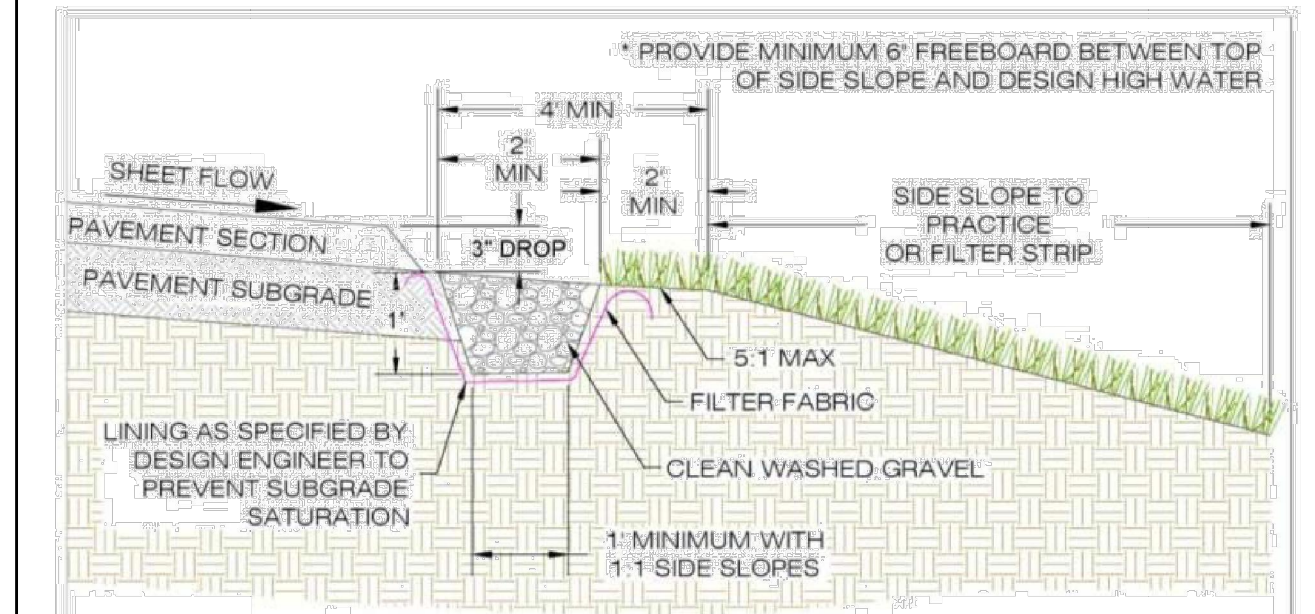 * PROVIDE MINIMUM 6" FREEBOARD BETWEEN TOP
OF SIDE SLOPE AND DESIGN HIGH WATER
4' MIN
2'
MIN
2'
MIN
SHEET FLOW
SIDE SLOPE TO
PRACTICE
OR FILTER STRIP
PAVEMENT SECTION
3" DROP
PAVEMENT SUBGRADE
1'
5:1 MAX
FILTER FABRIC
LINING AS SPECIFIED BY
DESIGN ENGINEER TO
PREVENT SUBGRADE
SATURATION
CLEAN WASHED GRAVEL
1' MINIMUM WITH
1:1 SIDE SLOPES